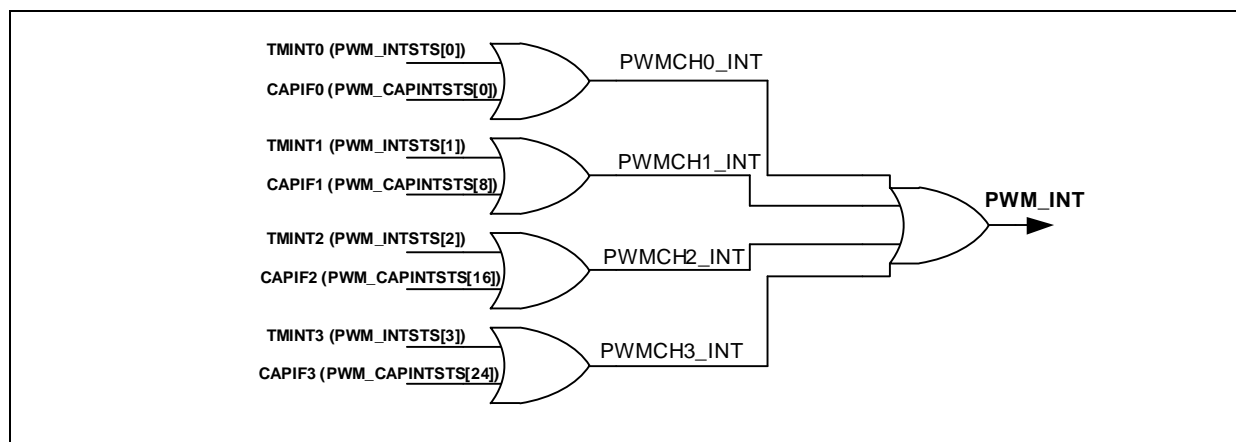 TMINT0 (PWM_INTSTS[0])
CAPIF0 (PWM_CAPINTSTS[0])
PWMCH0_INT
TMINT1 (PWM_INTSTS[1])
CAPIF1 (PWM_CAPINTSTS[8])
PWMCH1_INT
TMINT2 (PWM_INTSTS[2])
CAPIF2 (PWM_CAPINTSTS[16])
PWMCH2_INT
TMINT3 (PWM_INTSTS[3])
CAPIF3 (PWM_CAPINTSTS[24])
PWMCH3_INT
PWM_INT